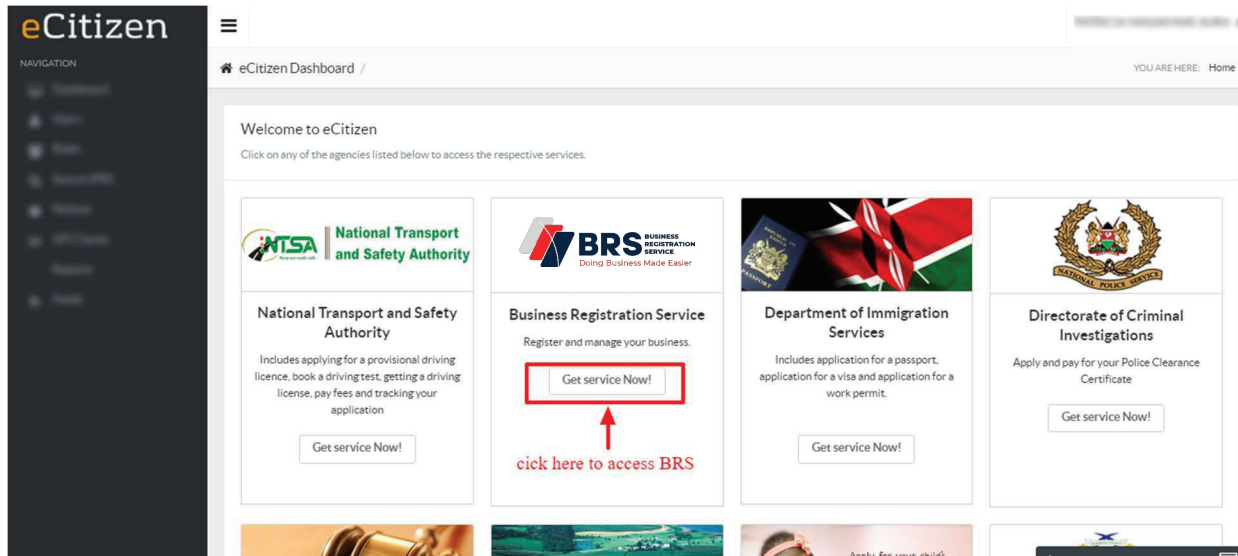 eCitizen
NAVIGATION
eCitizen Dashboard /
YOU ARE HERE: Home
Welcome to eCitizen
Click on any of the agencies listed below to access the respective services.
NTSA
National Transport
and Safety Authority
National Transport and Safety
Authority
Includes applying for a provisional driving
licence, book a driving test, getting a driving
license, pay fees and tracking your
application
Get service Now!
BRS
BUSINESS
REGISTRATION
SERVICE
Doing Business Made Easier
Business Registration Service
Register and manage your business.
Get service Now!
cick here to access BRS
PASSPORT
Department of Immigration
Services
Includes application for a passport,
application for a visa and application for a
work permit.
Get service Now!
NATIONAL POLICE SERVICE
Directorate of Criminal
Investigations
Apply and pay for your Police Clearance
Certificate
Get service Now!
Apply for your child's